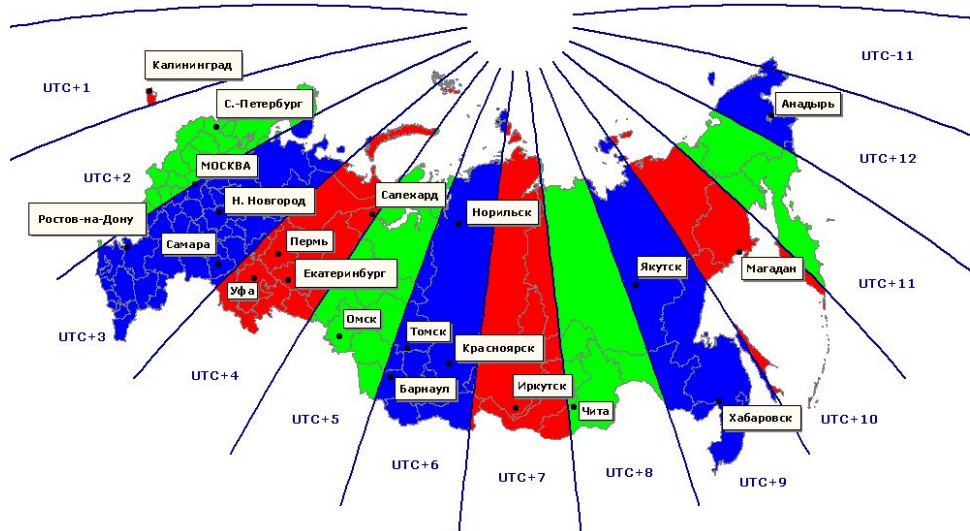 Калининград
UTC-11
UTC+1
С.-Петербург
Анадырь
МОСКВА
UTC+12
UTC+2
Салехард
Н. Новгород
Ростов-на-Дону
Норильск
Самара
Пермь
Магадан
Якутск
Екатеринбург
UTC+11
Уфа
Омск
UTC+3
Томск
Красноярск
UTC+4
Барнаул
Иркутск
Чита
UTC+5
Хабаровск
UTC+10
UTC+6
UTC+7
UTC+8
UTC+9